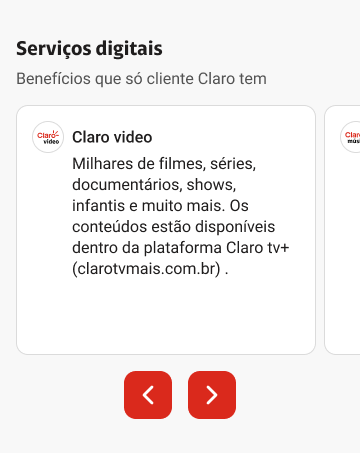 Serviços digitais
Benefícios que só cliente Claro tem
Claro
video
Claro video
Milhares de filmes, séries,
documentários, shows,
infantis e muito mais. Os
conteúdos estão disponíveis
dentro da plataforma Claro tv+
(clarotvmais.com.br) .